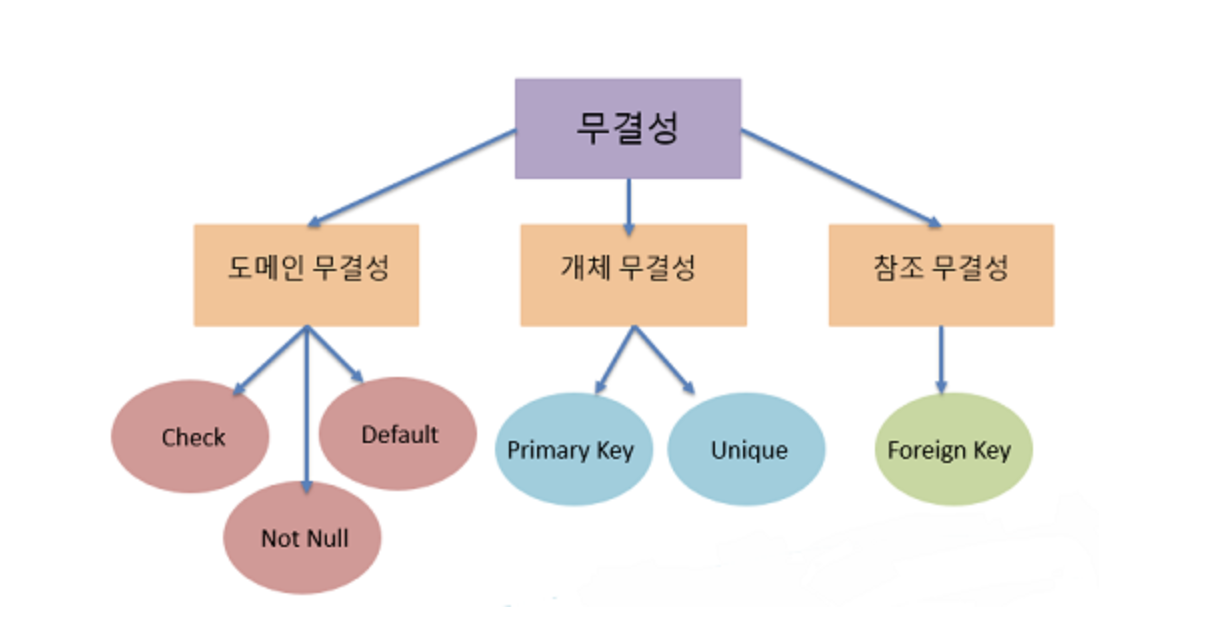 무결성
도메인 무결성
개체 무결성
참조 무결성
Check
Default
Not Null
Primary Key
Unique
Foreign Key